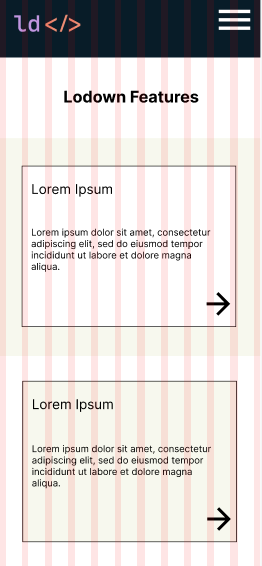 ld</>
Lodown Features
Lorem Ipsum
Lorem ipsum dolor sit amet, consectetur
adipiscing elit, sed do eiusmod tempor
incididunt ut labore et dolore magna
aliqua.
Lorem Ipsum
Lorem ipsum dolor sit amet, consectetur
adipiscing elit, sed do eiusmod tempor
incididunt ut labore et dolore magna
aliqua.